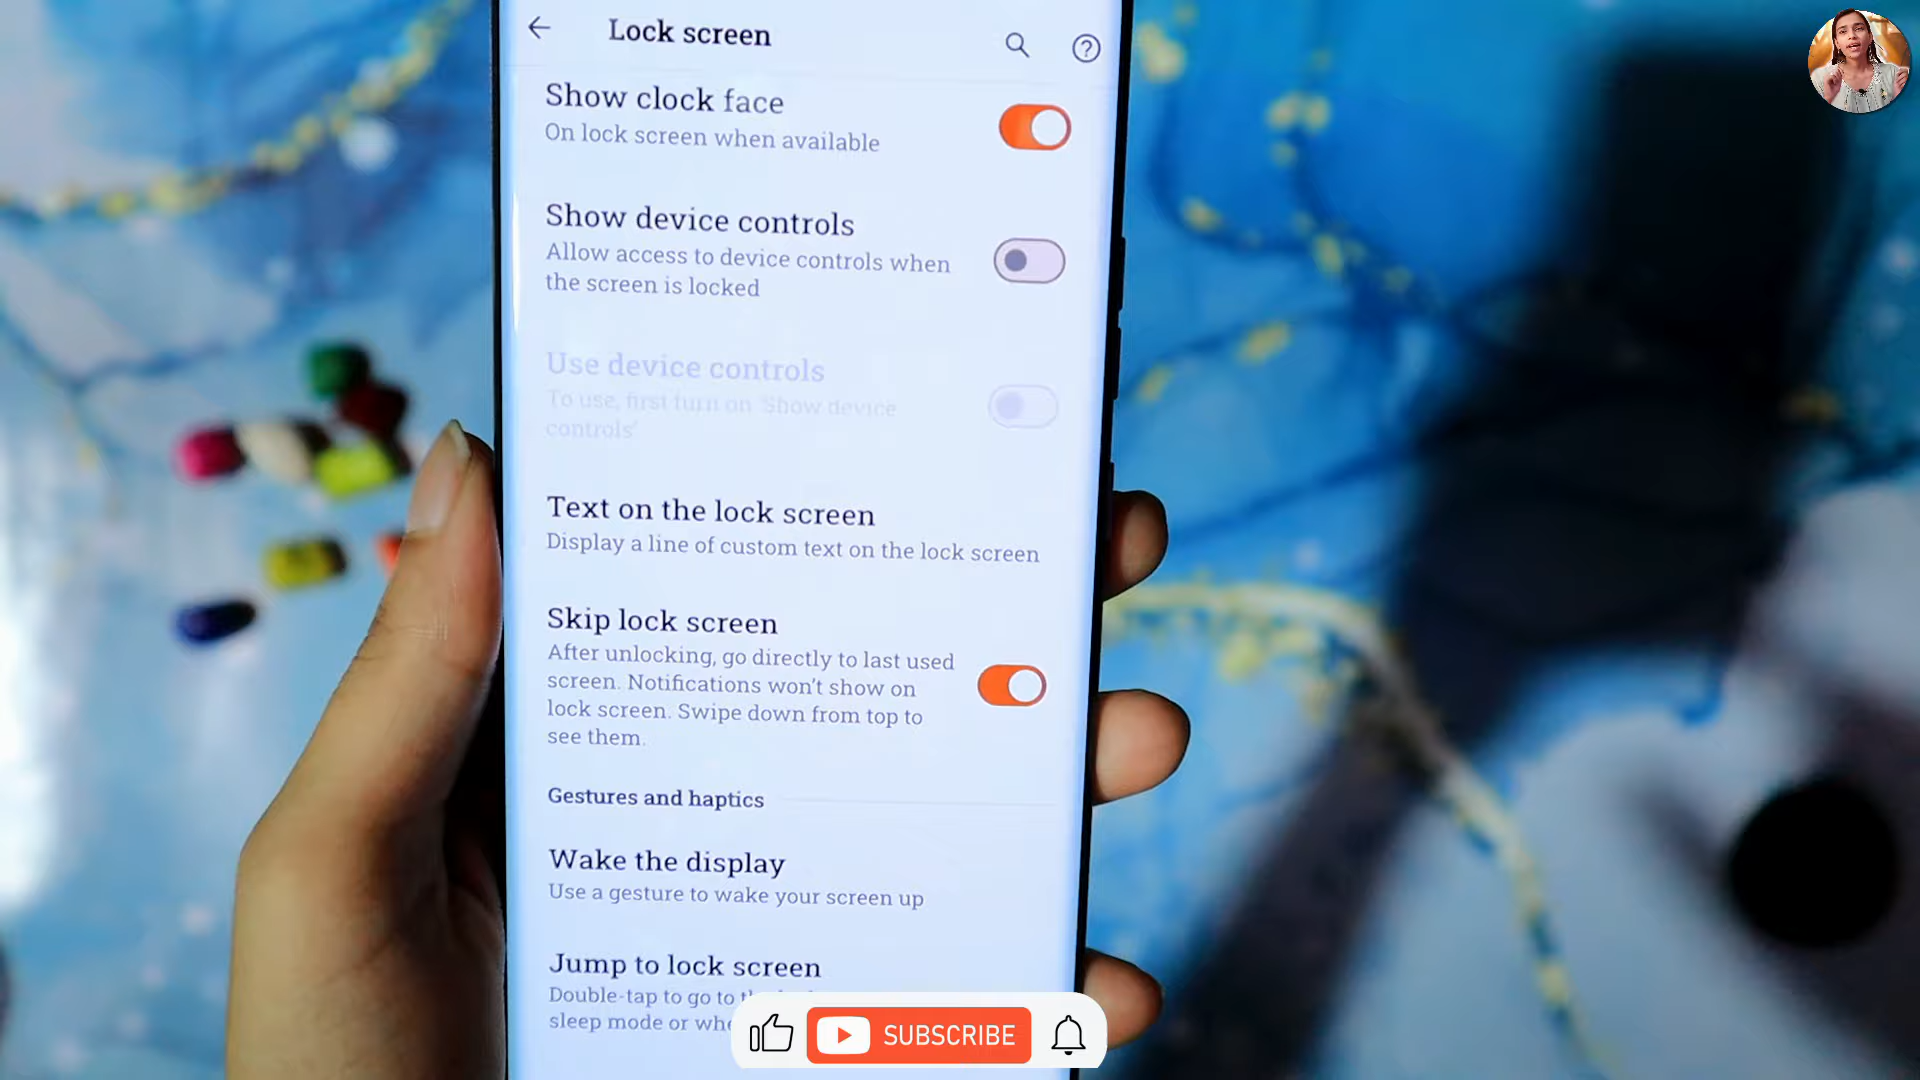 Lock screen
Show clock face
On lock screen when available
Show device controls
Allow access to device controls when
the screen is locked
Use device controls
To use, first turn on 'Show device
controls'
Text on the lock screen
Display a line of custom text on the lock screen
Skip lock screen
After unlocking, go directly to last used
screen. Notifications won't show on
lock screen. Swipe down from top to
see them.
Gestures and haptics
Wake the display
Use a gesture to wake your screen up
Jump to lock screen
Double-tap to go to
sleep mode or
SUBSCRIBE